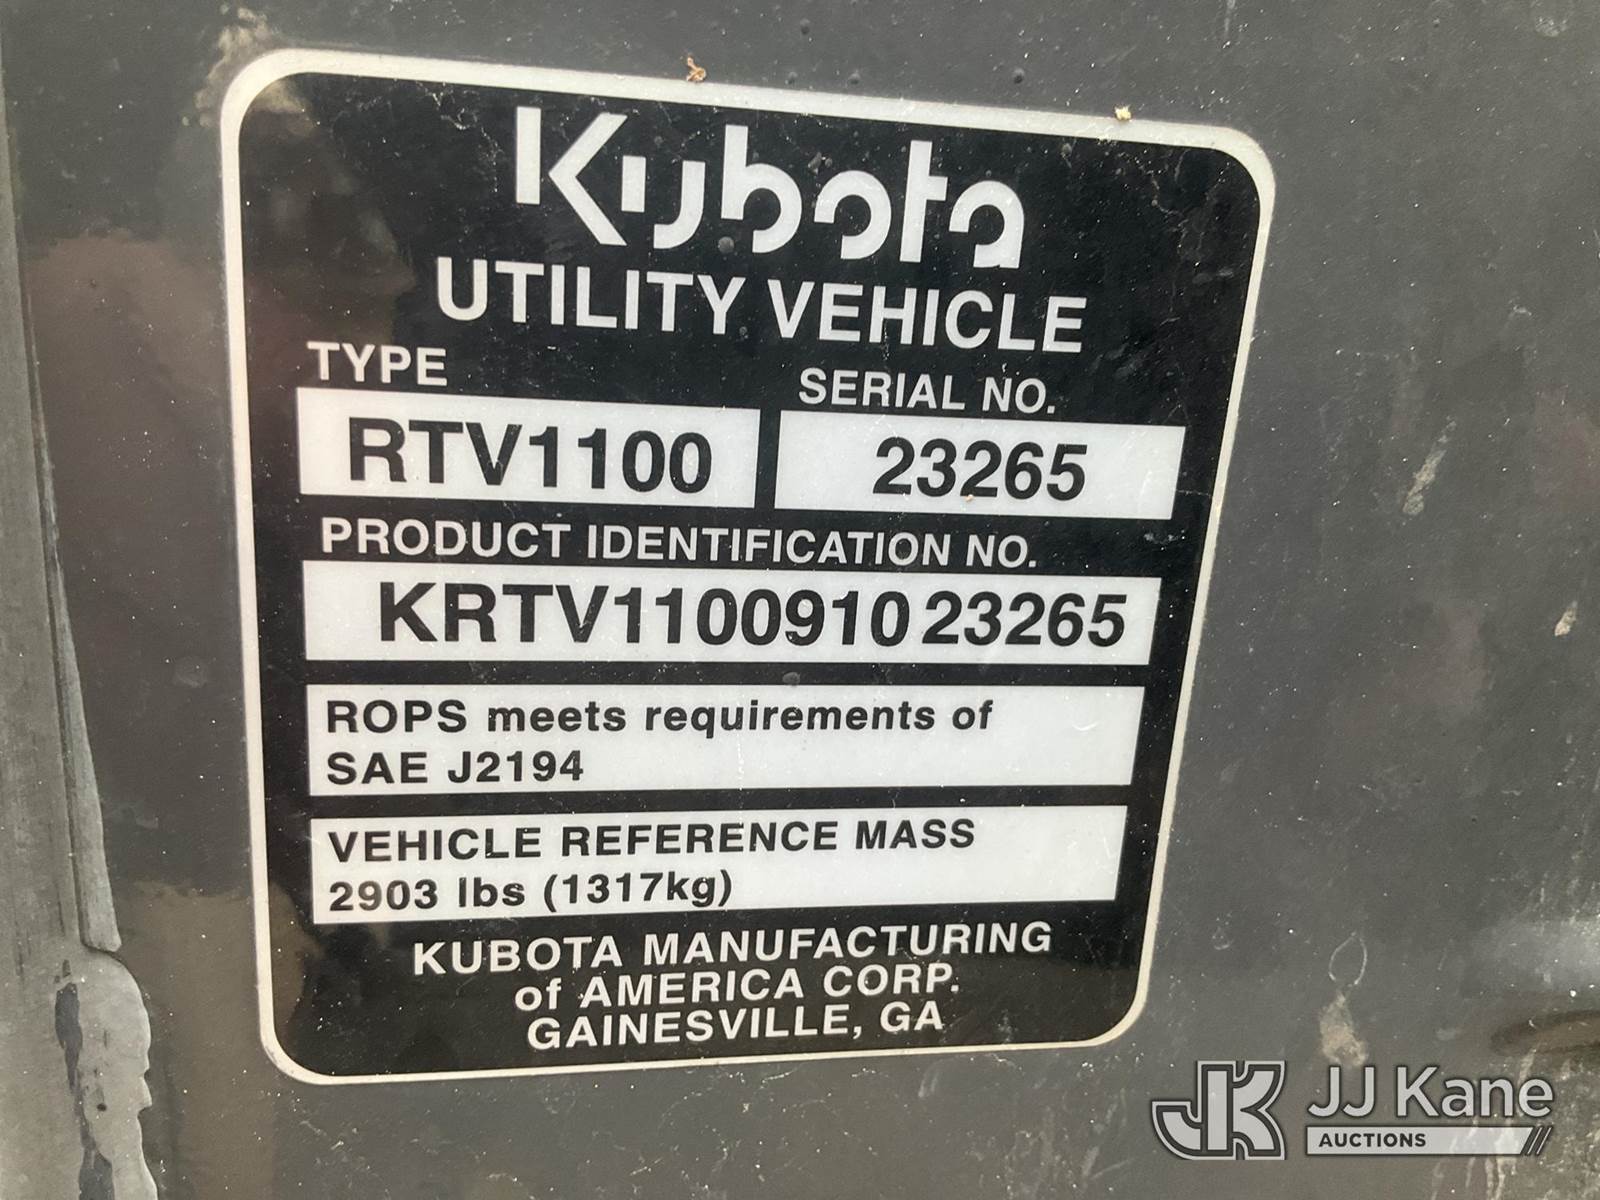 Kubota
UTILITY VEHICLE
TYPE SERIAL NO.
RTV1100 23265
PRODUCT IDENTIFICATION NO.
KRTV1100910 23265
ROPS meets requirements of
SAE J2194
VEHICLE REFERENCE MASS
2903 lbs (1317kg)
KUBOTA MANUFACTURING
of AMERICA CORP.
GAINESVILLE, GA
JK JJ Kane
AUCTIONS